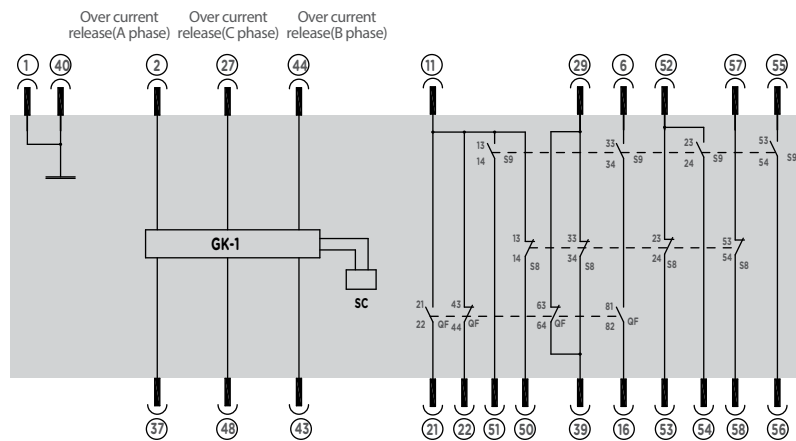 Over current Over current Over current
release(A phase) release(C phase) release(B phase)
1 40 2 27 44 11 29 6 52 57 55
13 33 23 53
14 S9 34 S9 24 S9 54 S9
GK-1
13 33 23 53
14 S8 34 S8 24 S8 54 S8
SC
21 43 63 81
22 QF 44 QF 64 QF 82 QF
37 48 43 21 22 51 50 39 16 53 54 58 56